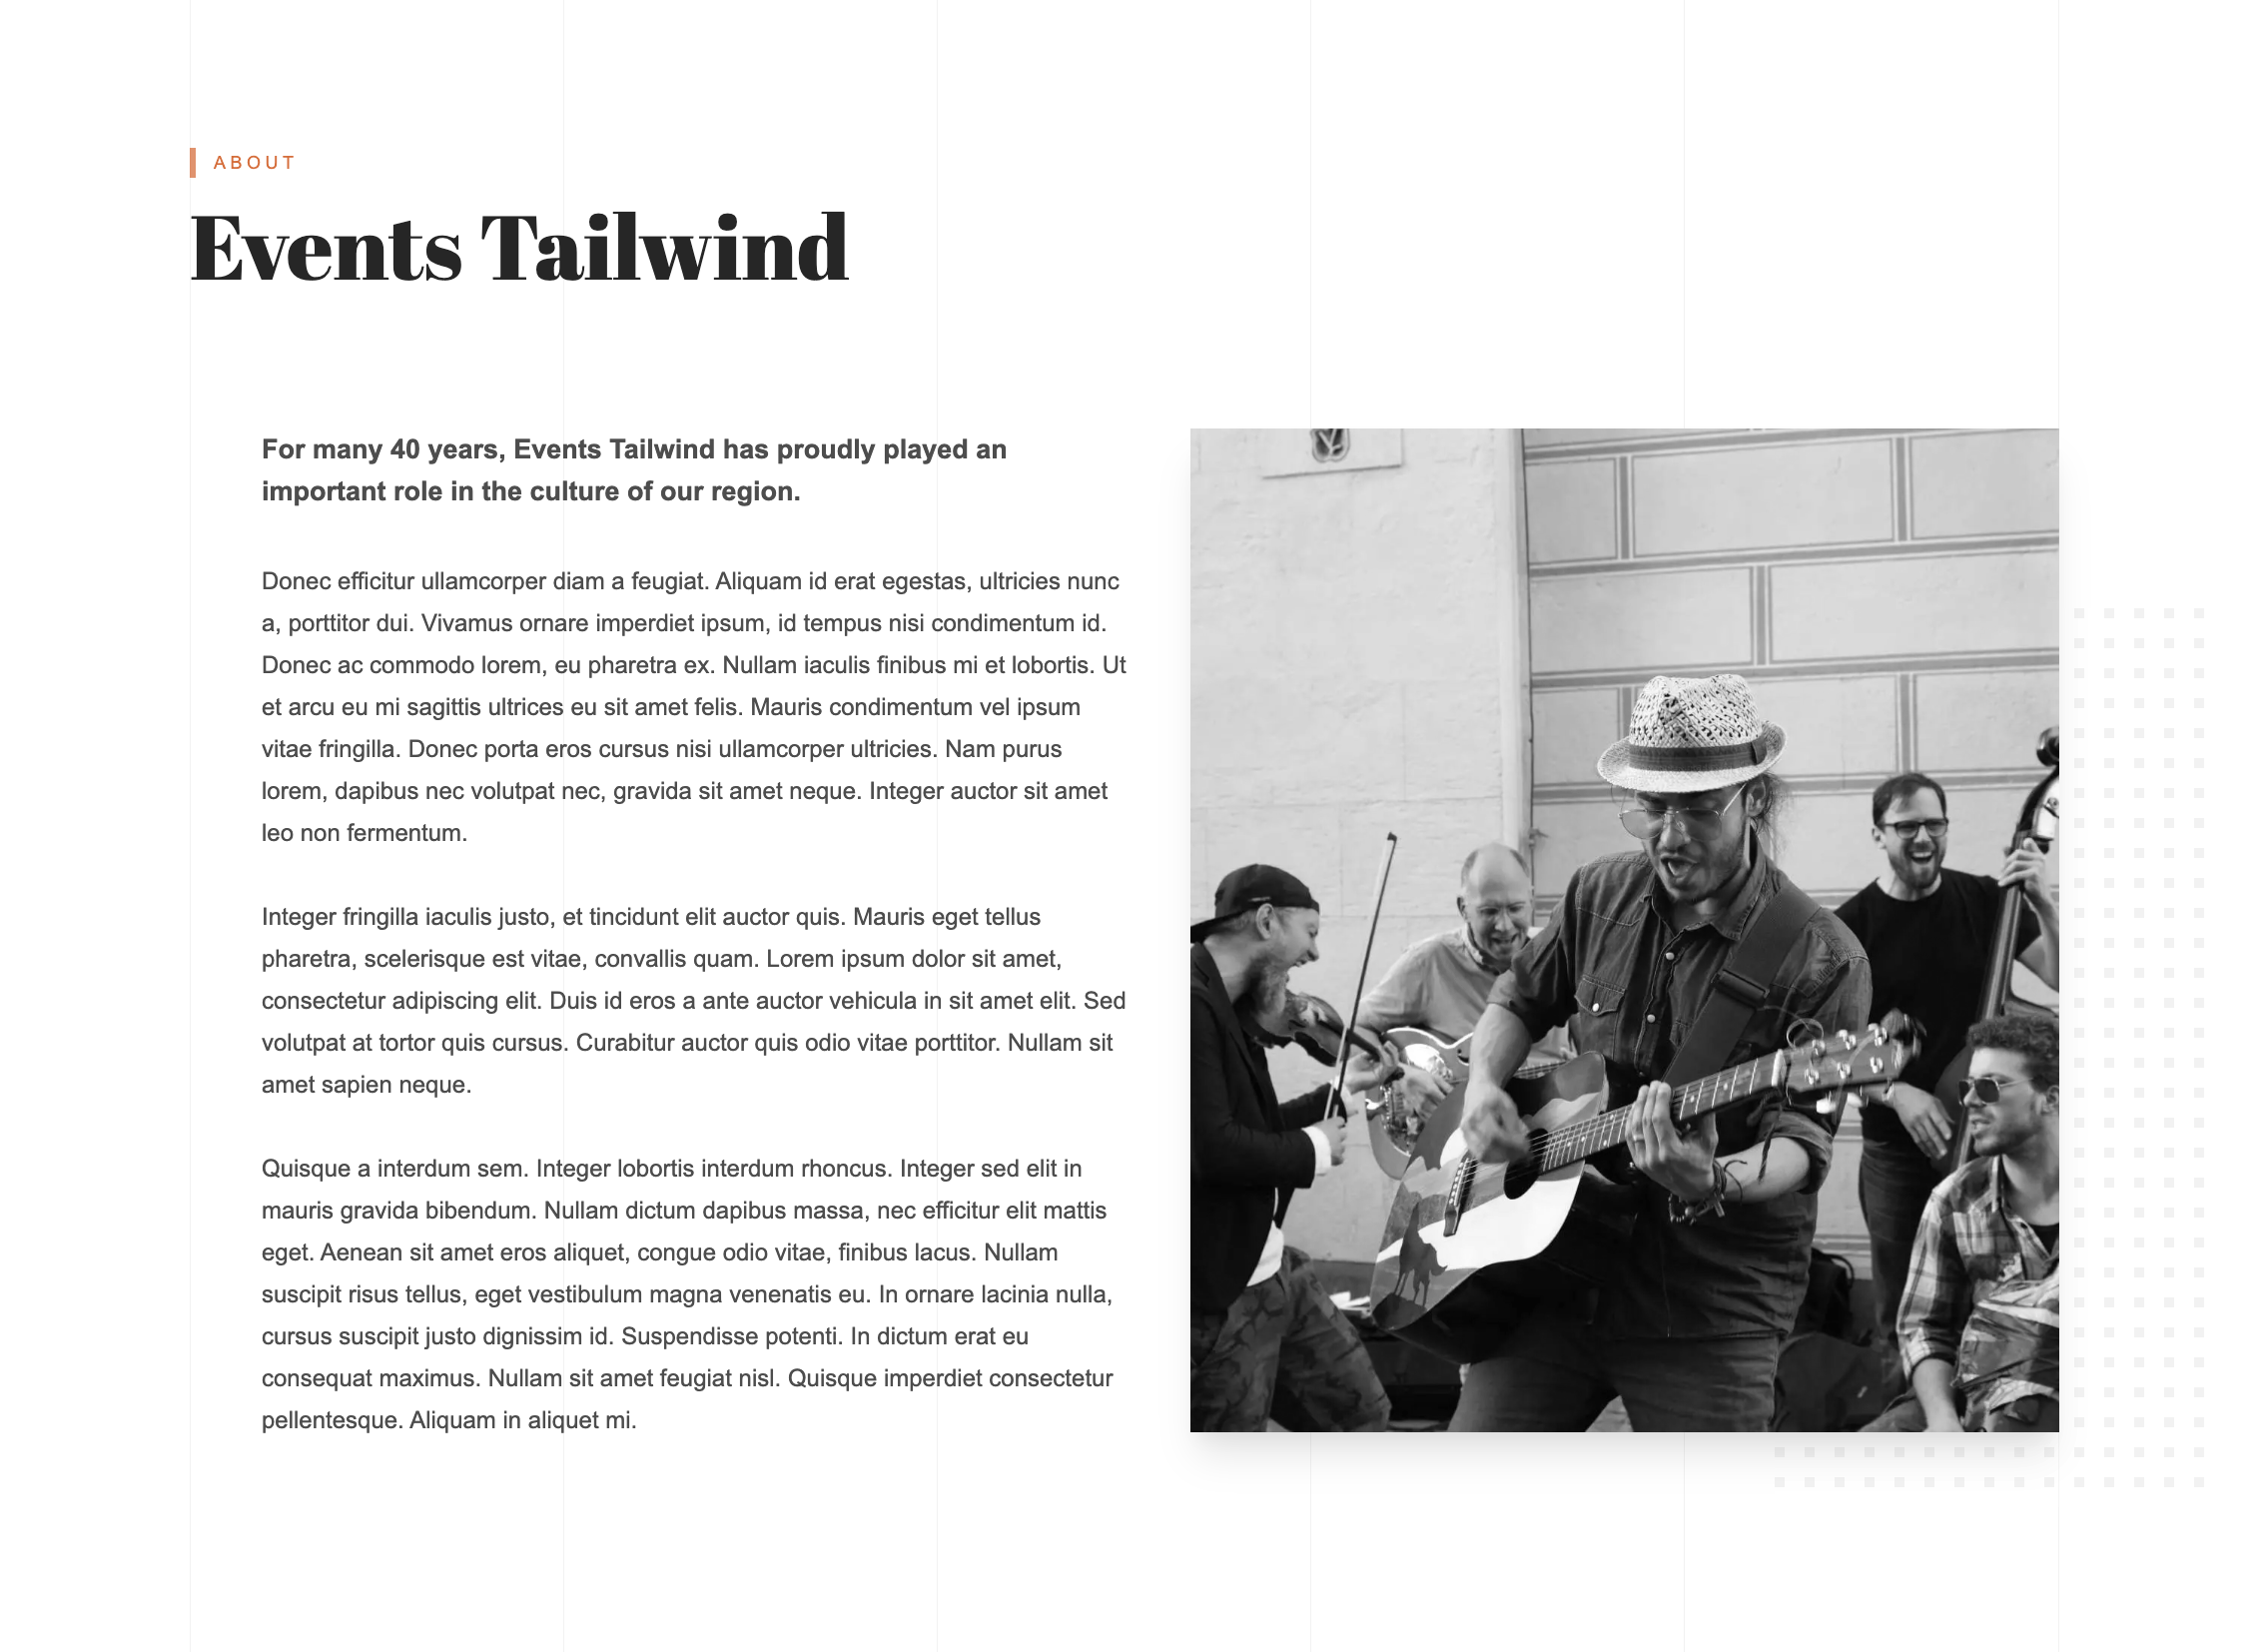 ABOUT
Events Tailwind
For many 40 years, Events Tailwind has proudly played an
important role in the culture of our region.
Donec efficitur ullamcorper diam a feugiat. Aliquam id erat egestas, ultricies nunc
a, porttitor dui. Vivamus ornare imperdiet ipsum, id tempus nisi condimentum id.
Donec ac commodo lorem, eu pharetra ex. Nullam iaculis finibus mi et lobortis. Ut
et arcu eu mi sagittis ultrices eu sit amet felis. Mauris condimentum vel ipsum
vitae fringilla. Donec porta eros cursus nisi ullamcorper ultricies. Nam purus
lorem, dapibus nec volutpat nec, gravida sit amet neque. Integer auctor sit amet
leo non fermentum.
Integer fringilla iaculis justo, et tincidunt elit auctor quis. Mauris eget tellus
pharetra, scelerisque est vitae, convallis quam. Lorem ipsum dolor sit amet,
consectetur adipiscing elit. Duis id eros a ante auctor vehicula in sit amet elit. Sed
volutpat at tortor quis cursus. Curabitur auctor quis odio vitae porttitor. Nullam sit
amet sapien neque.
Quisque a interdum sem. Integer lobortis interdum rhoncus. Integer sed elit in
mauris gravida bibendum. Nullam dictum dapibus massa, nec efficitur elit mattis
eget. Aenean sit amet eros aliquet, congue odio vitae, finibus lacus. Nullam
suscipit risus tellus, eget vestibulum magna venenatis eu. In ornare lacinia nulla,
cursus suscipit justo dignissim id. Suspendisse potenti. In dictum erat eu
consequat maximus. Nullam sit amet feugiat nisl. Quisque imperdiet consectetur
pellentesque. Aliquam in aliquet mi.